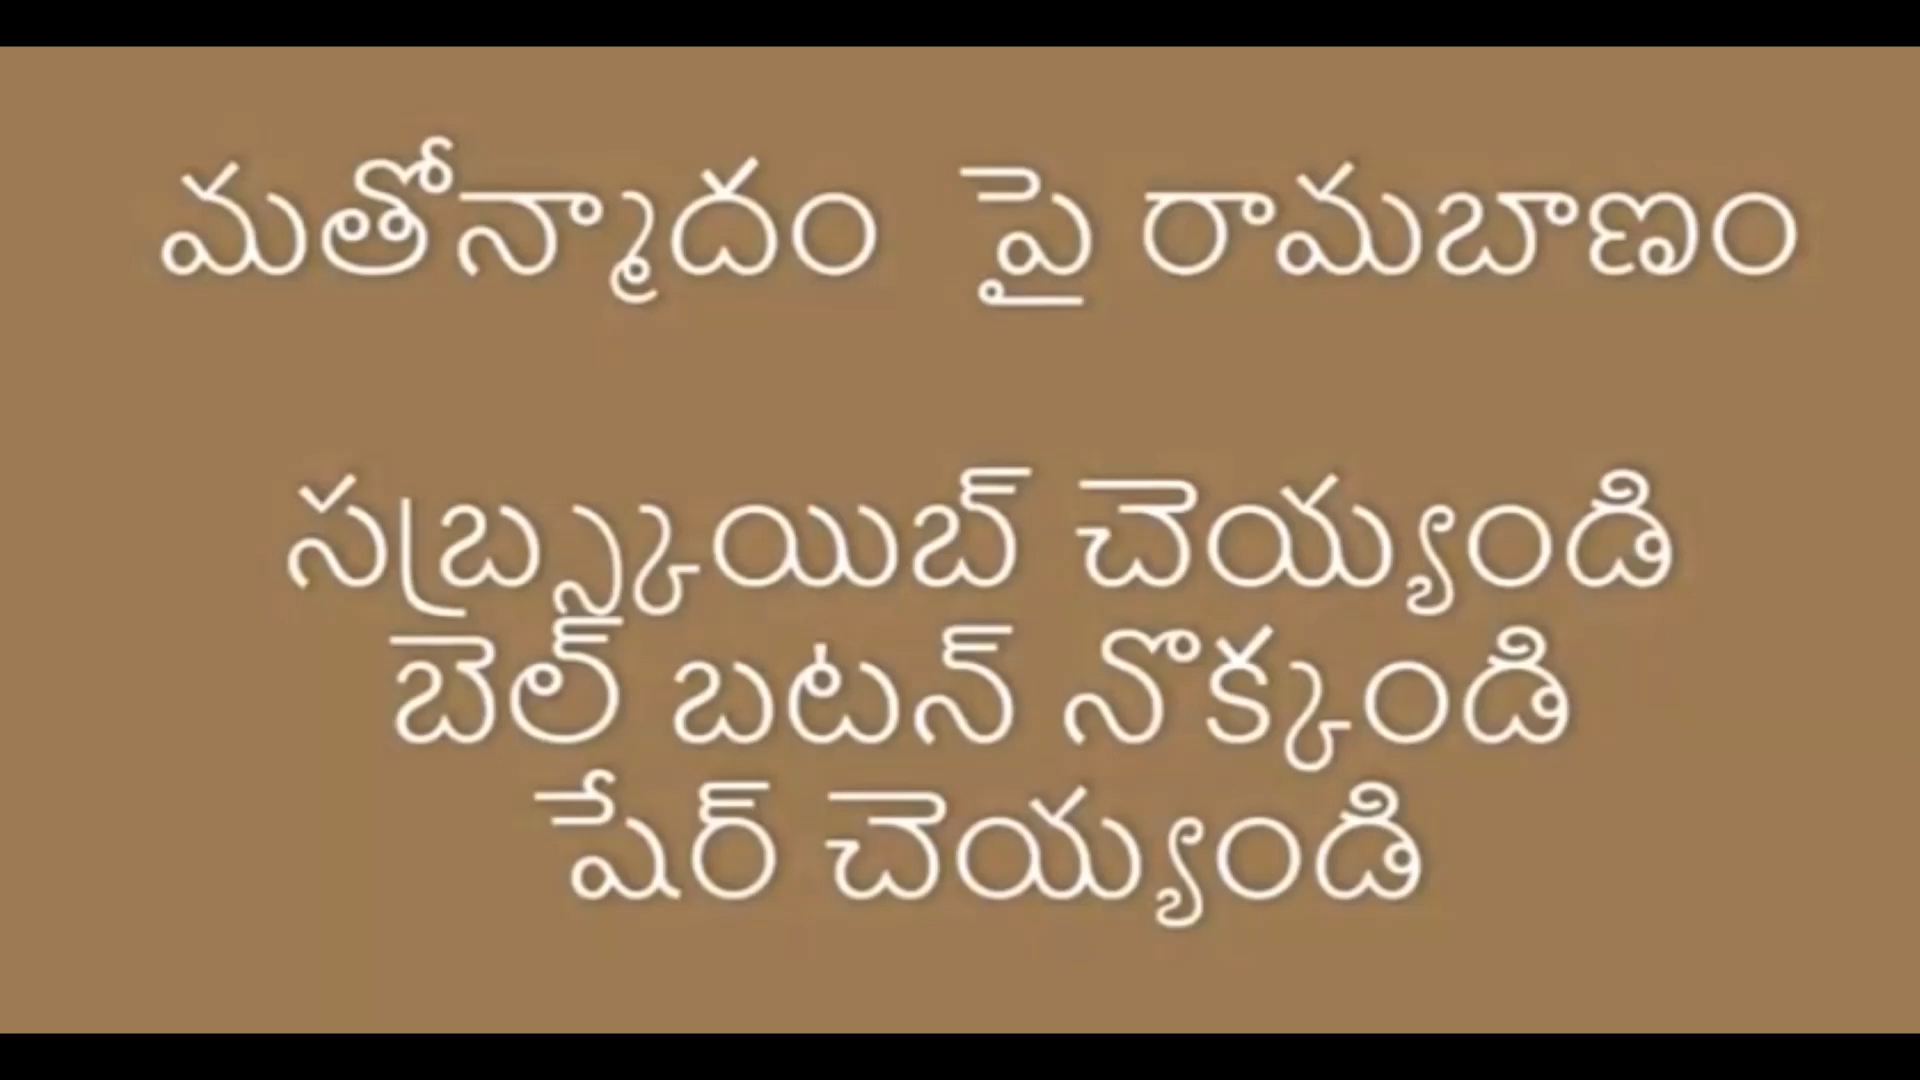 మతోన్మాదం పై రామబాణం
సబ్స్క్రయిబ్ చెయ్యండి
బెల్ బటన్ నొక్కండి
షేర్ చెయ్యండి